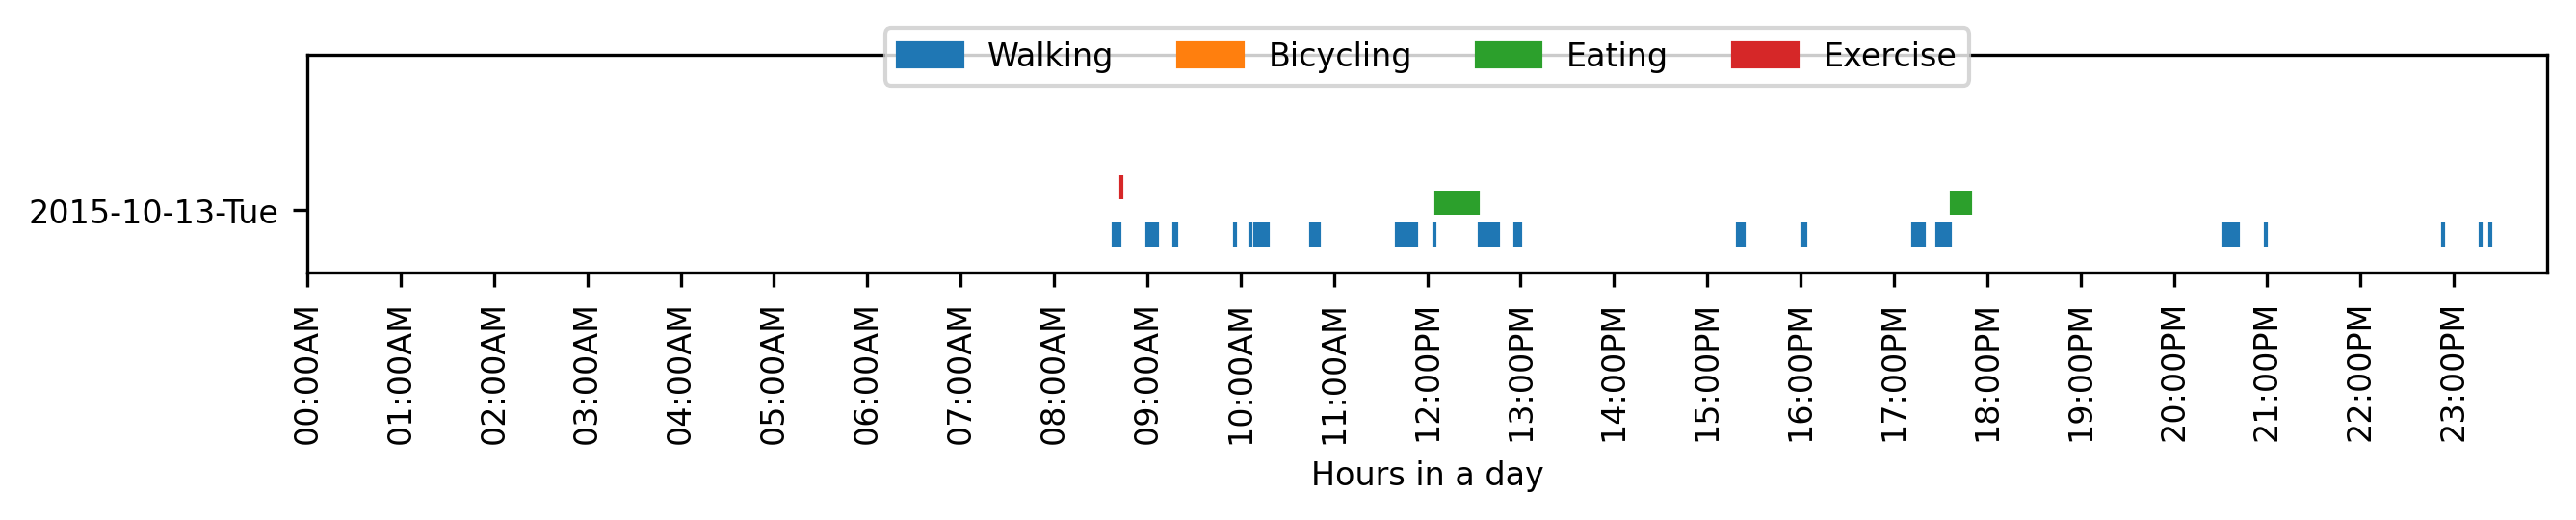 Walking Bicycling Eating Exercise
2015-10-13-Tue
00:00AM 01:00AM 02:00AM 03:00AM 04:00AM 05:00AM 06:00AM 07:00AM 08:00AM 09:00AM 10:00AM 11:00AM 12:00PM 13:00PM 14:00PM 15:00PM 16:00PM 17:00PM 18:00PM 19:00PM 20:00PM 21:00PM 22:00PM 23:00PM
Hours in a day